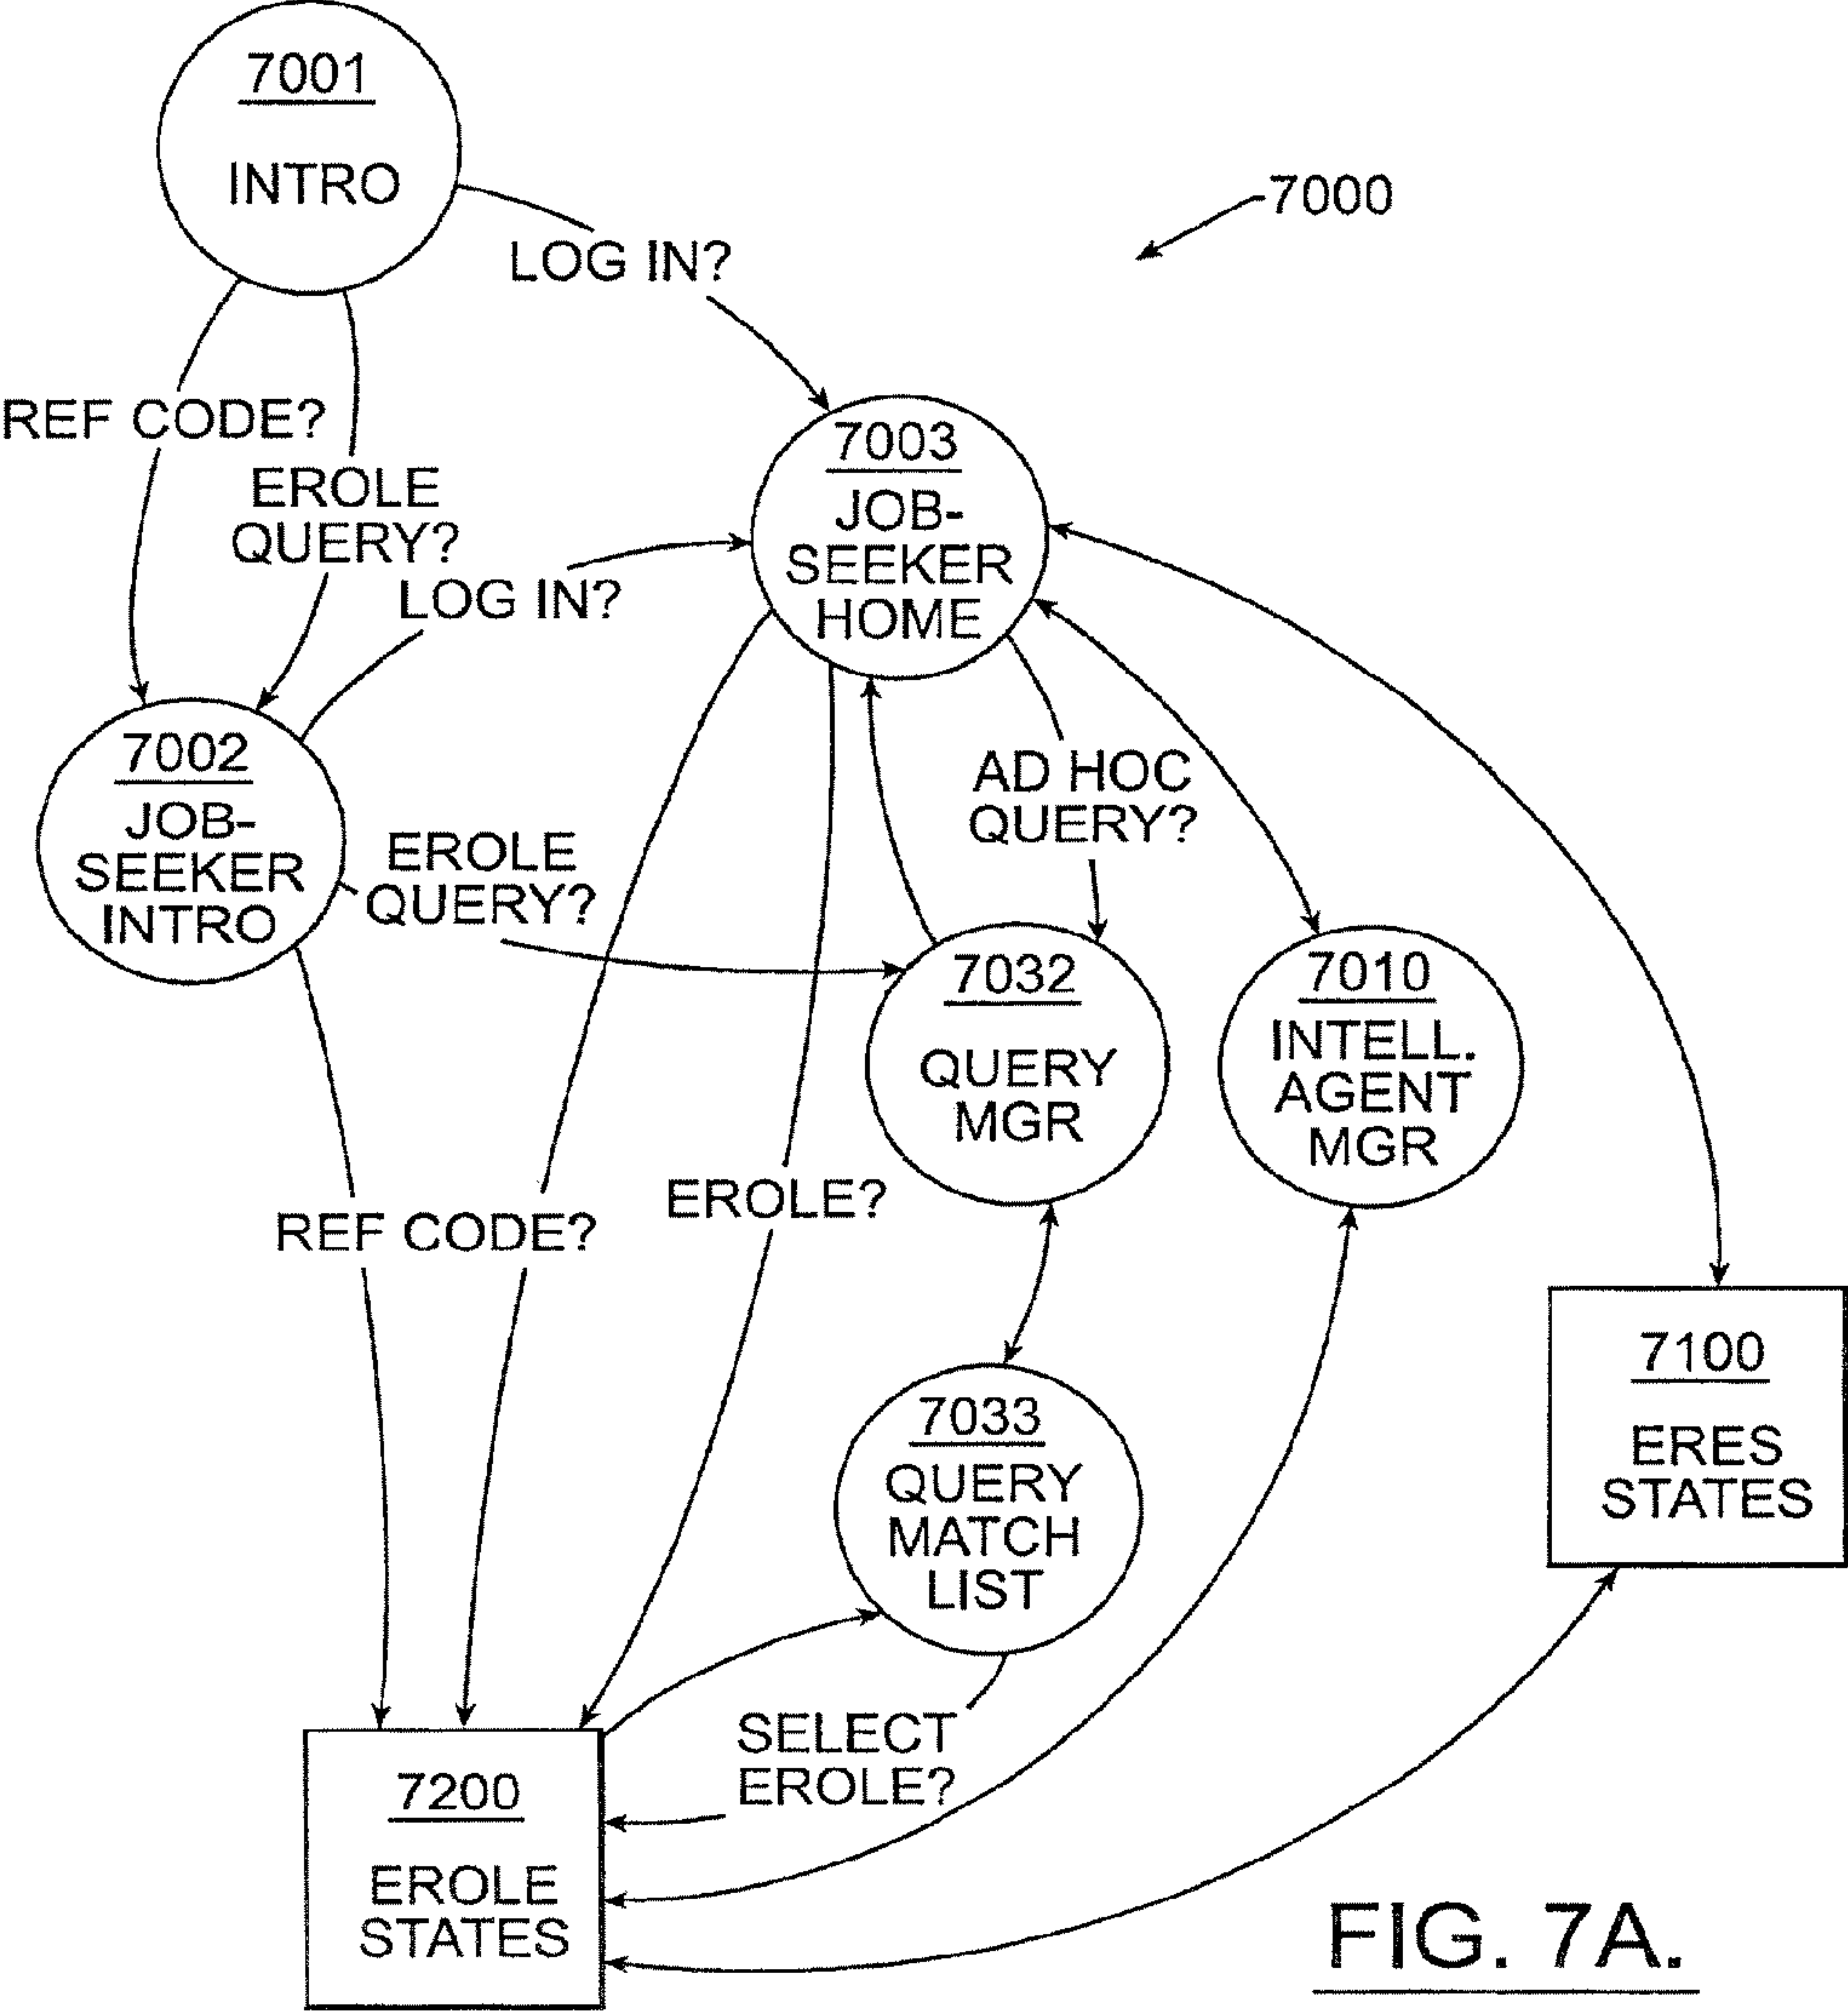 7001
INTRO
7000
LOG IN?
REF CODE?
EROLE
QUERY?
LOG IN?
7003
JOB-
SEEKER
HOME
7002
JOB-
SEEKER
INTRO
EROLE
QUERY?
AD HOC
QUERY?
7032
QUERY
MGR
7010
INTELL.
AGENT
MGR
REF CODE?
EROLE?
7100
ERES
STATES
7033
QUERY
MATCH
LIST
SELECT
EROLE?
7200
EROLE
STATES
FIG. 7A.